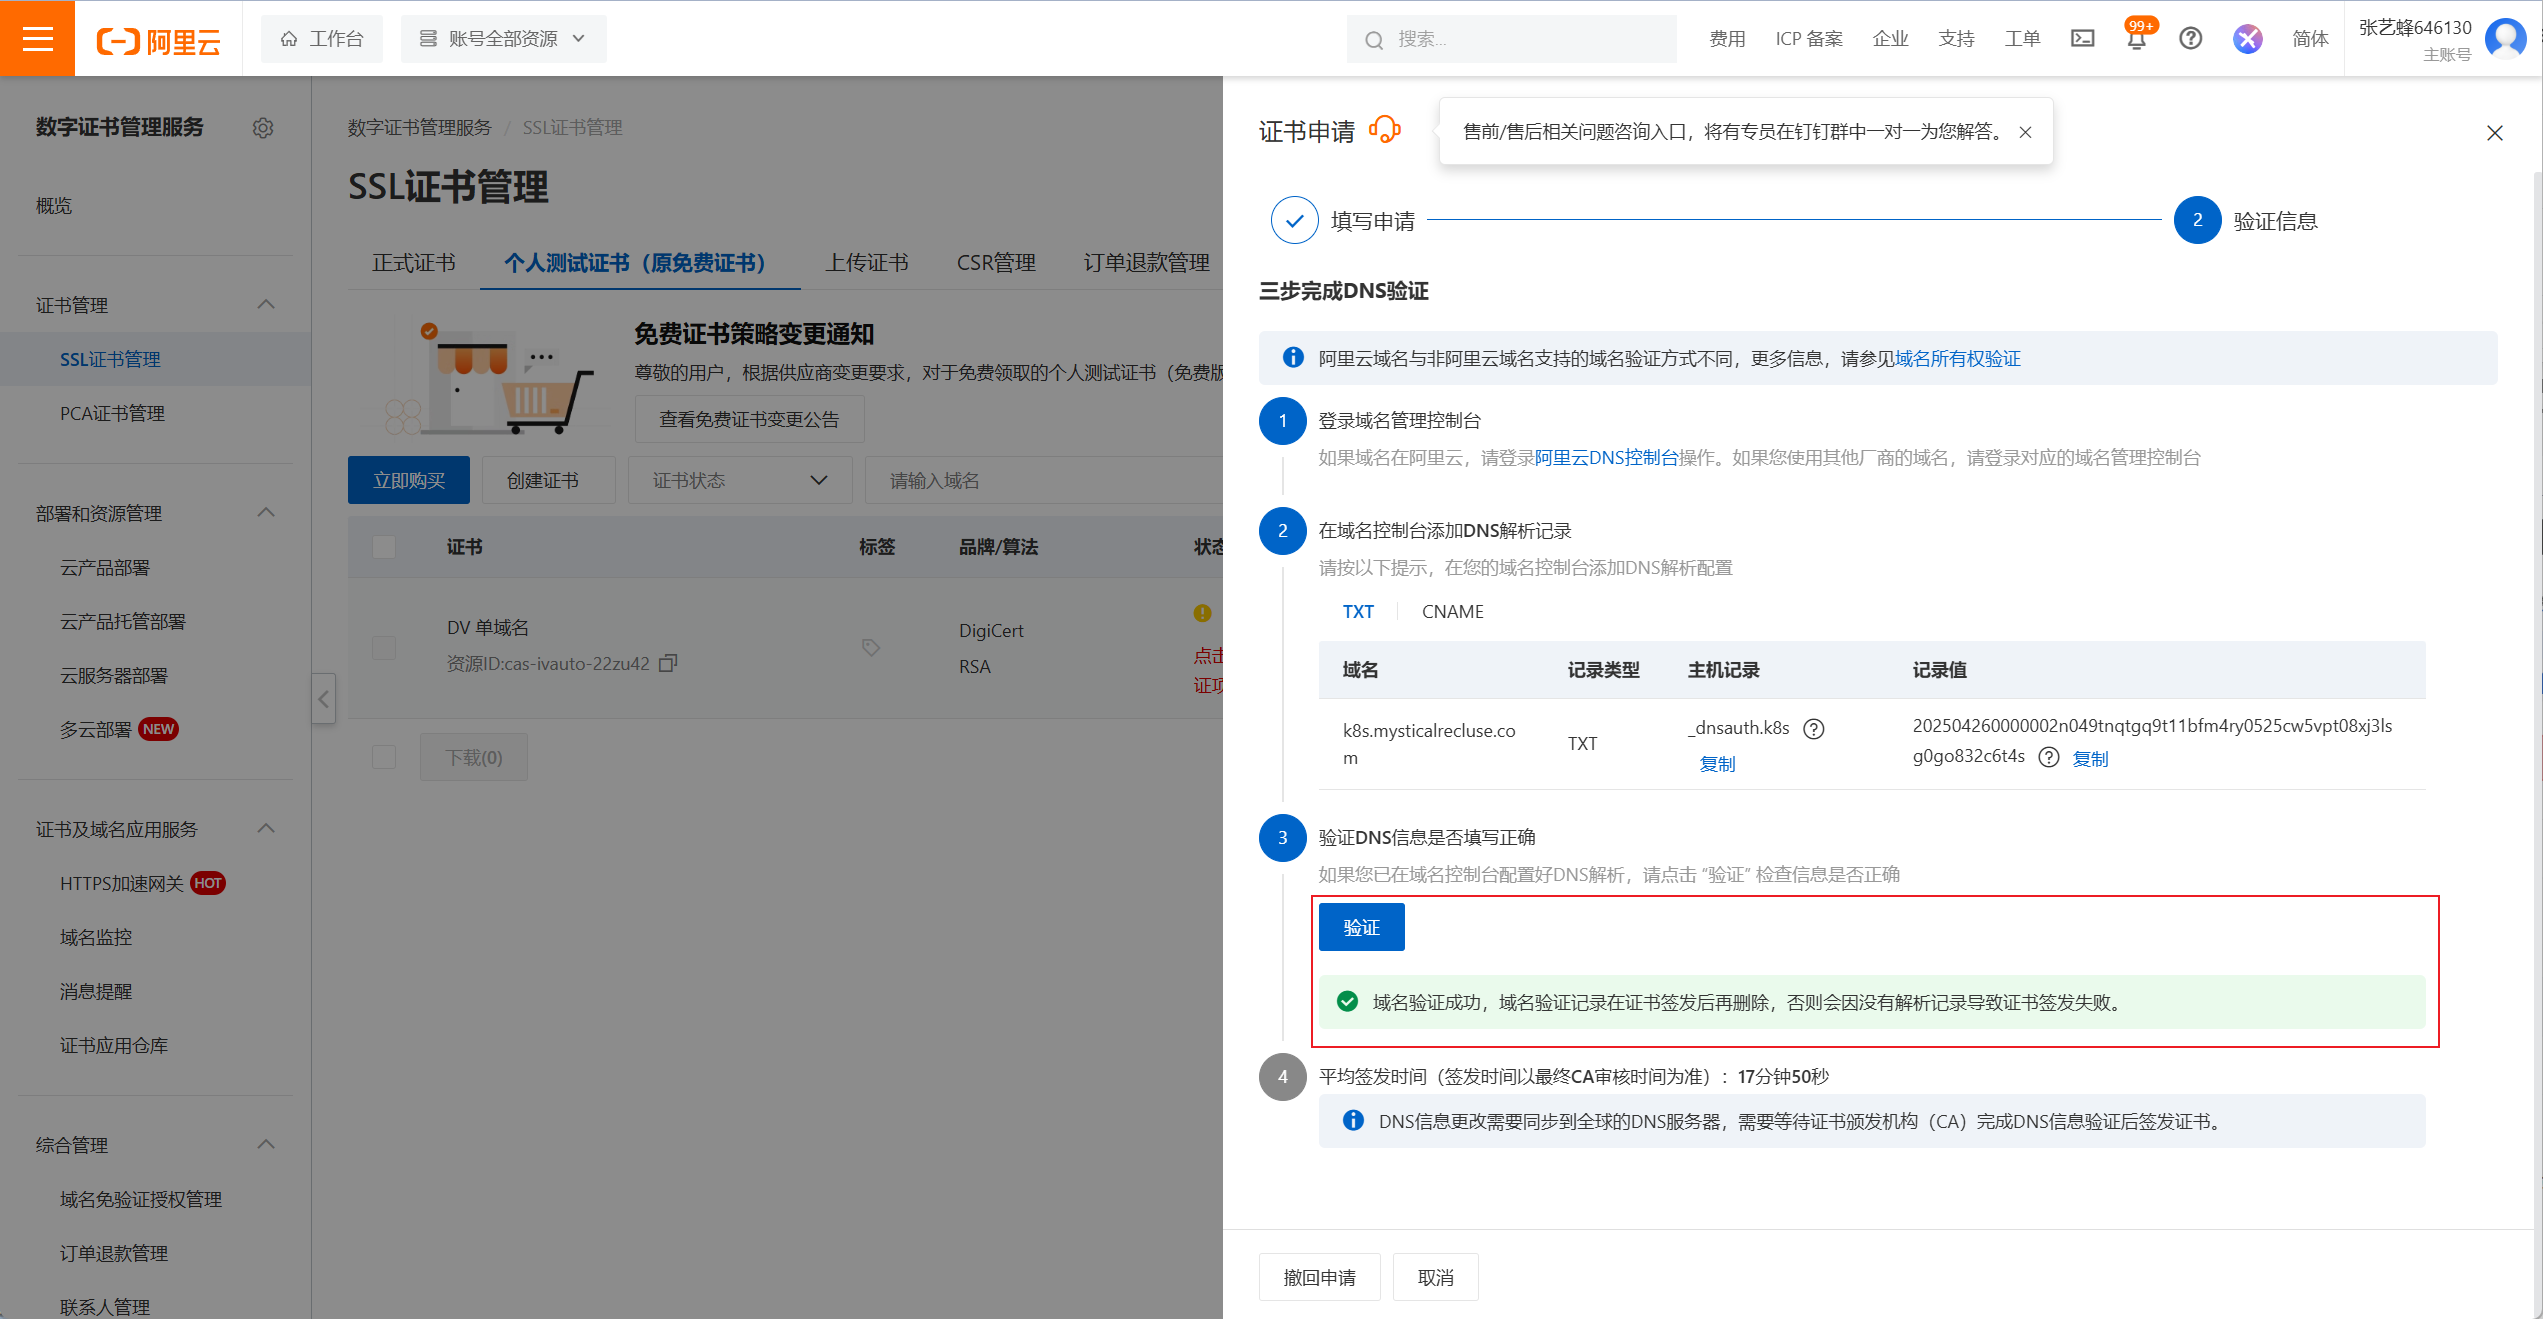 阿里云
工作台
账号全部资源
搜索...
费用
ICP 备案
企业
支持
工单
99+
简体
张艺蜂646130
主账号
数字证书管理服务
概览
证书管理
SSL证书管理
PCA证书管理
部署和资源管理
云产品部署
云产品托管部署
云服务器部署
多云部署 NEW
证书及域名应用服务
HTTPS加速网关 HOT
域名监控
消息提醒
证书应用仓库
综合管理
域名免验证授权管理
订单退款管理
联系人管理
数字证书管理服务 / SSL证书管理
SSL证书管理
正式证书
个人测试证书（原免费证书）
上传证书
CSR管理
订单退款管理
免费证书策略变更通知
尊敬的用户，根据供应商变更要求，对于免费领取的个人测试证书（免费版
查看免费证书变更公告
立即购买
创建证书
证书状态
请输入域名
证书
标签
品牌/算法
状态
DV 单域名
资源ID:cas-ivauto-22zu42
DigiCert
RSA
点击
证项
下载(0)
证书申请
售前/售后相关问题咨询入口，将有专员在钉钉群中一对一为您解答。
填写申请
2 验证信息
三步完成DNS验证
阿里云域名与非阿里云域名支持的域名验证方式不同，更多信息，请参见域名所有权验证
1 登录域名管理控制台
如果域名在阿里云，请登录阿里云DNS控制台操作。如果您使用其他厂商的域名，请登录对应的域名管理控制台
2 在域名控制台添加DNS解析记录
请按以下提示，在您的域名控制台添加DNS解析配置
TXT
CNAME
域名
记录类型
主机记录
记录值
k8s.mysticalrecluse.co
m
TXT
_dnsauth.k8s
复制
202504260000002n049tnqtgq9t11bfm4ry0525cw5vpt08xj3ls
g0go832c6t4s
复制
3 验证DNS信息是否填写正确
如果您已在域名控制台配置好DNS解析，请点击 “验证” 检查信息是否正确
验证
域名验证成功，域名验证记录在证书签发后再删除，否则会因没有解析记录导致证书签发失败。
4 平均签发时间（签发时间以最终CA审核时间为准）：17分钟50秒
DNS信息更改需要同步到全球的DNS服务器，需要等待证书颁发机构（CA）完成DNS信息验证后签发证书。
撤回申请
取消